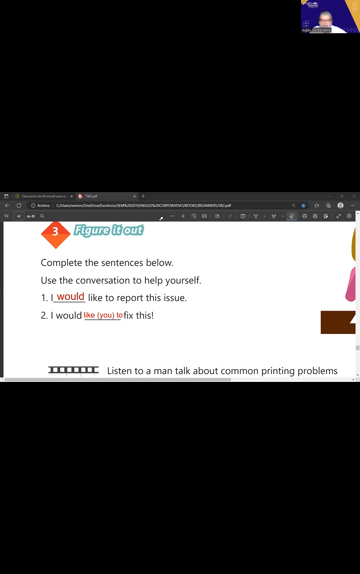 3 Figure it out
Complete the sentences below.
Use the conversation to help yourself.
1. I would like to report this issue.
2. I would like (you) to fix this!
Listen to a man talk about common printing problems